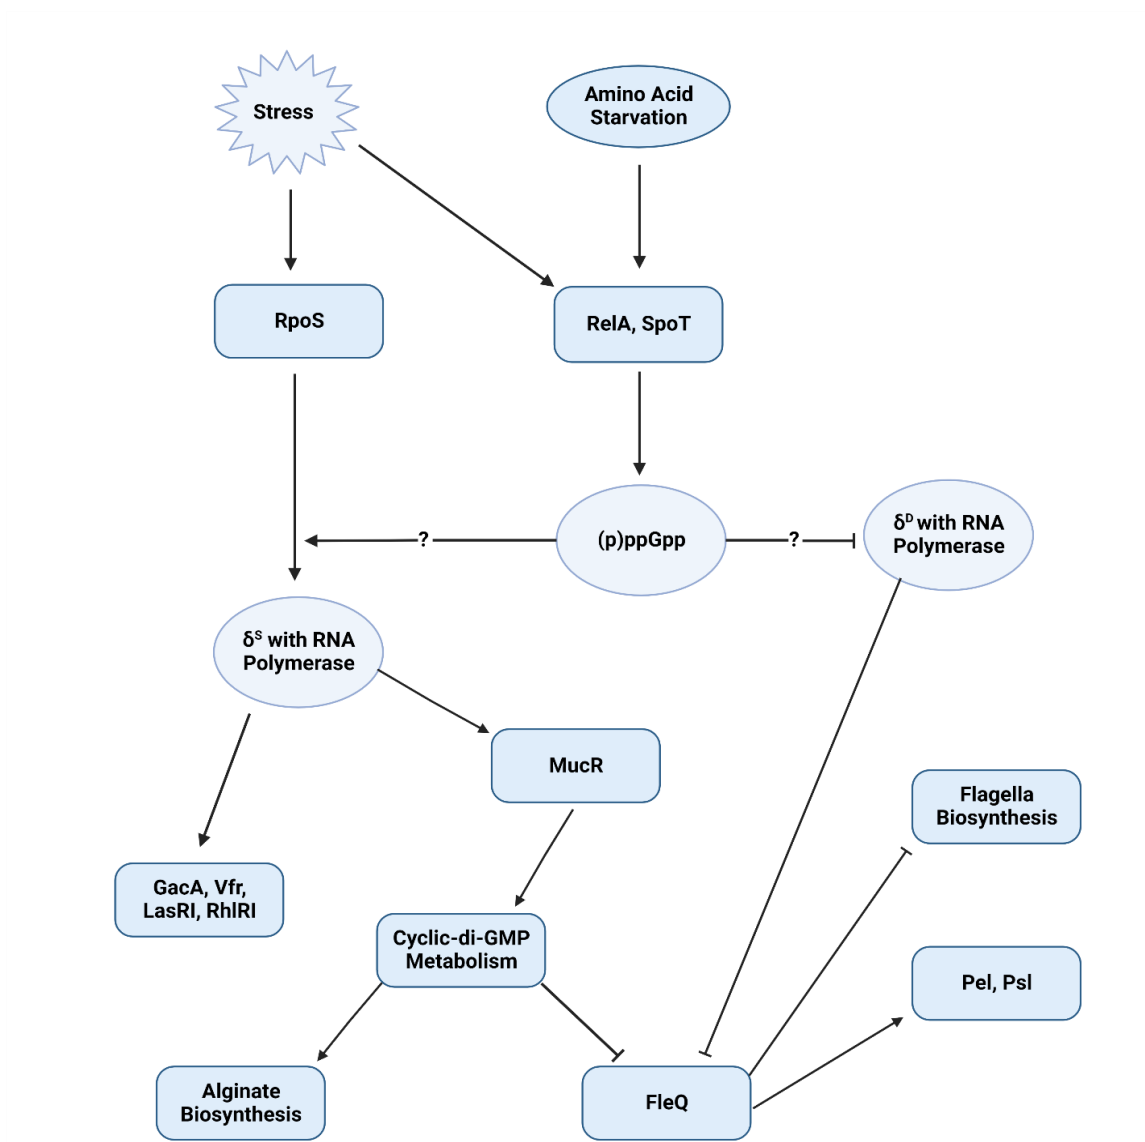 Stress
Amino Acid
Starvation
RpoS
RelA, SpoT
?
(p)ppGpp
?
δᴰ with RNA
Polymerase
δˢ with RNA
Polymerase
MucR
Flagella
Biosynthesis
GacA, Vfr,
LasRI, RhlRI
Cyclic-di-GMP
Metabolism
Pel, Psl
Alginate
Biosynthesis
FleQ